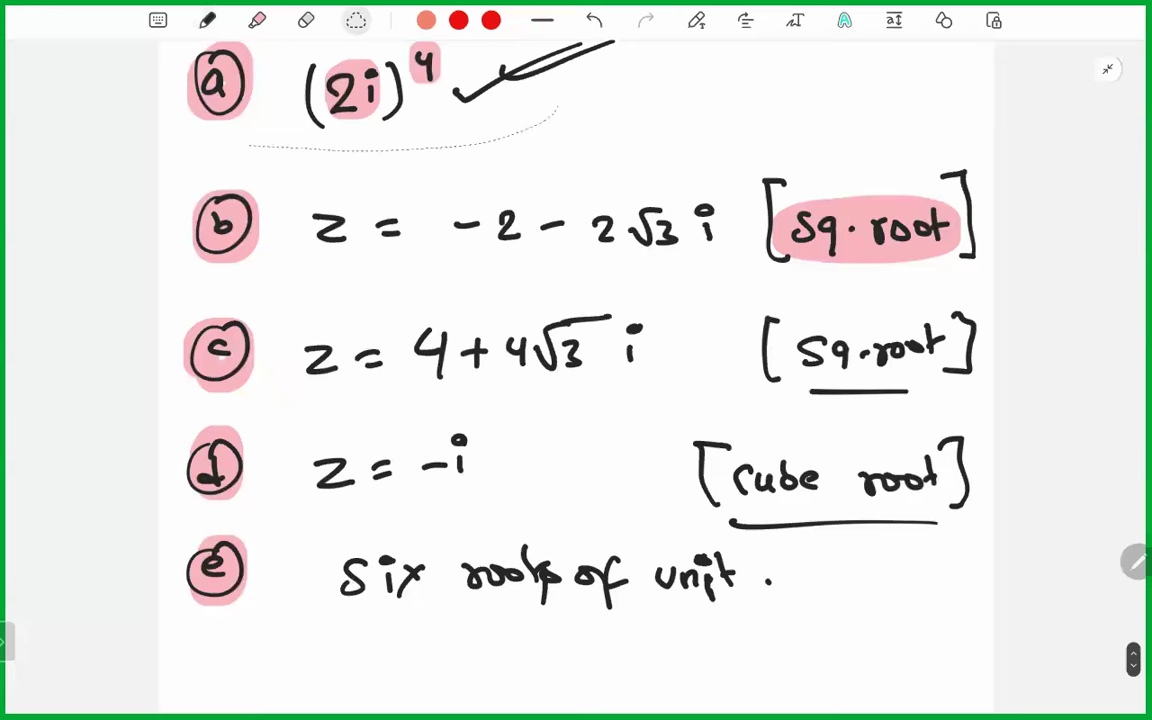 a (2i)^4
b z = -2 - 2√3 i [sq. root]
c z = 4 + 4√3 i [sq. root]
d z = -i [cube root]
e six roots of unit.